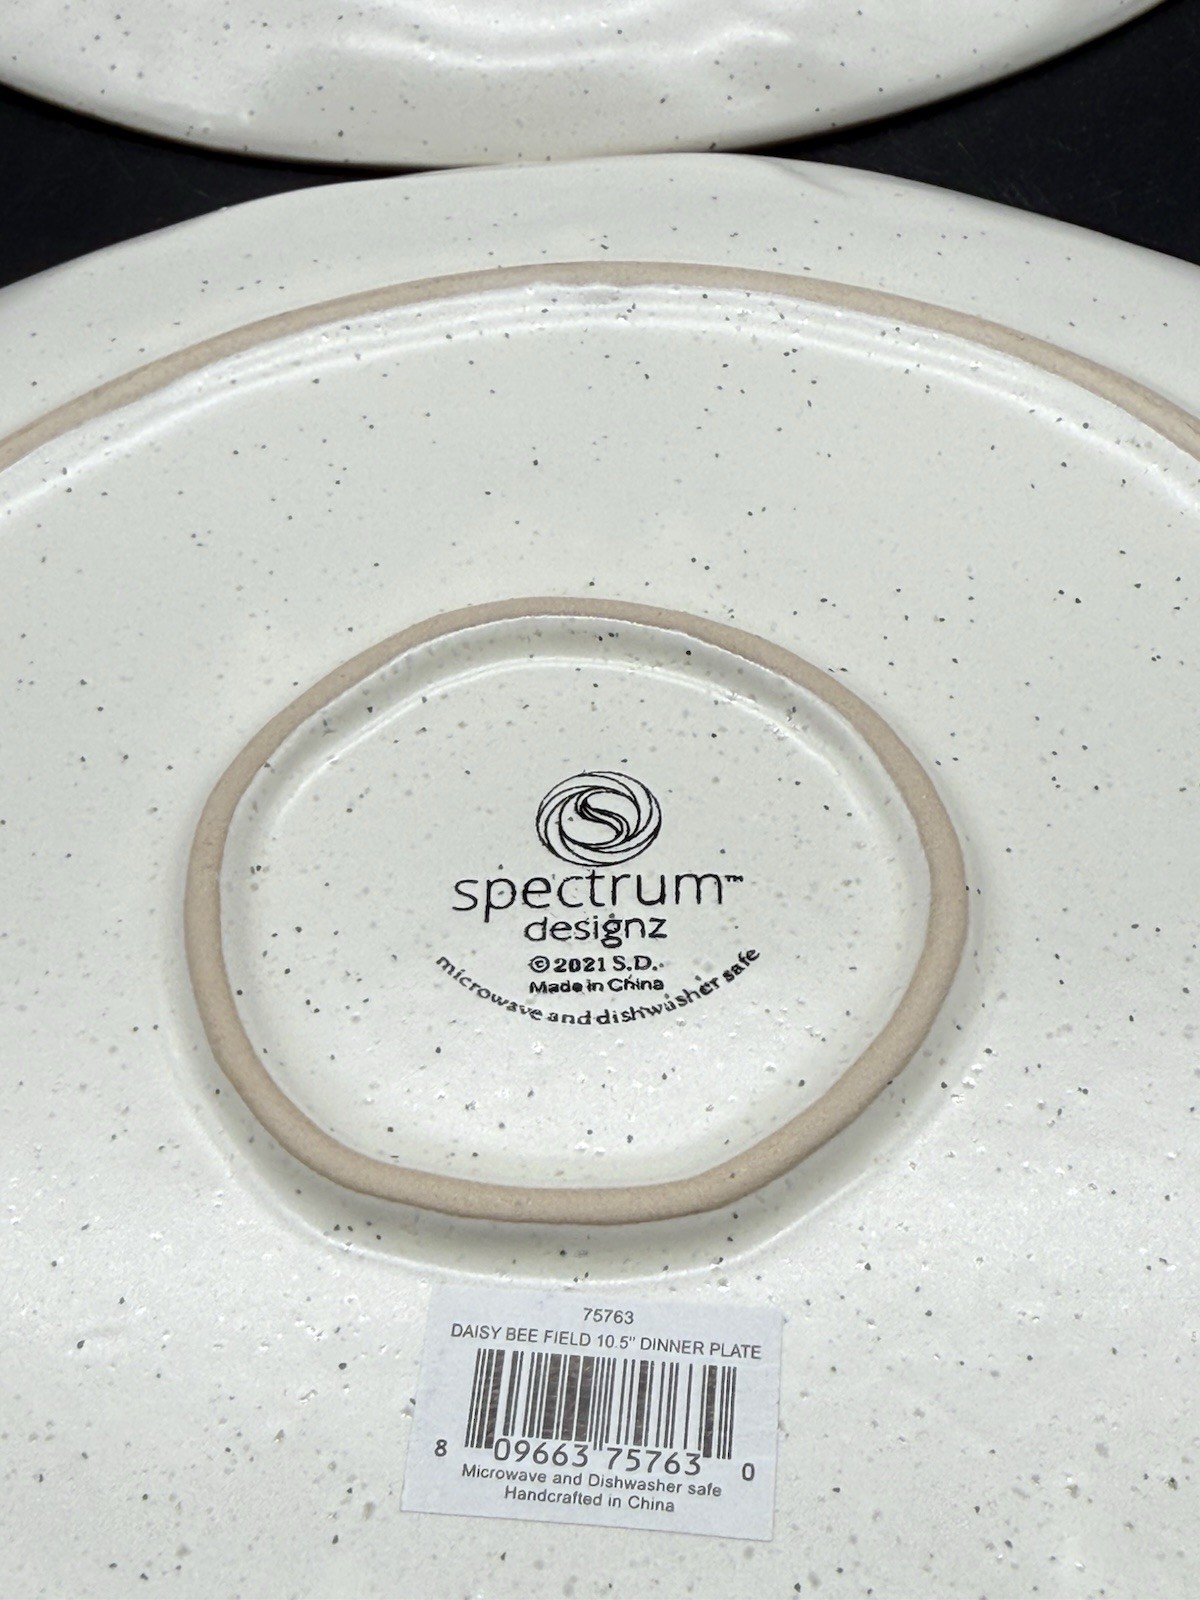 S
spectrum™
designz
©2021 S.D.
Made in China
microwave and dishwasher safe
75763
DAISY BEE FIELD 10.5" DINNER PLATE
8 09663 75763 0
Microwave and Dishwasher safe
Handcrafted in China